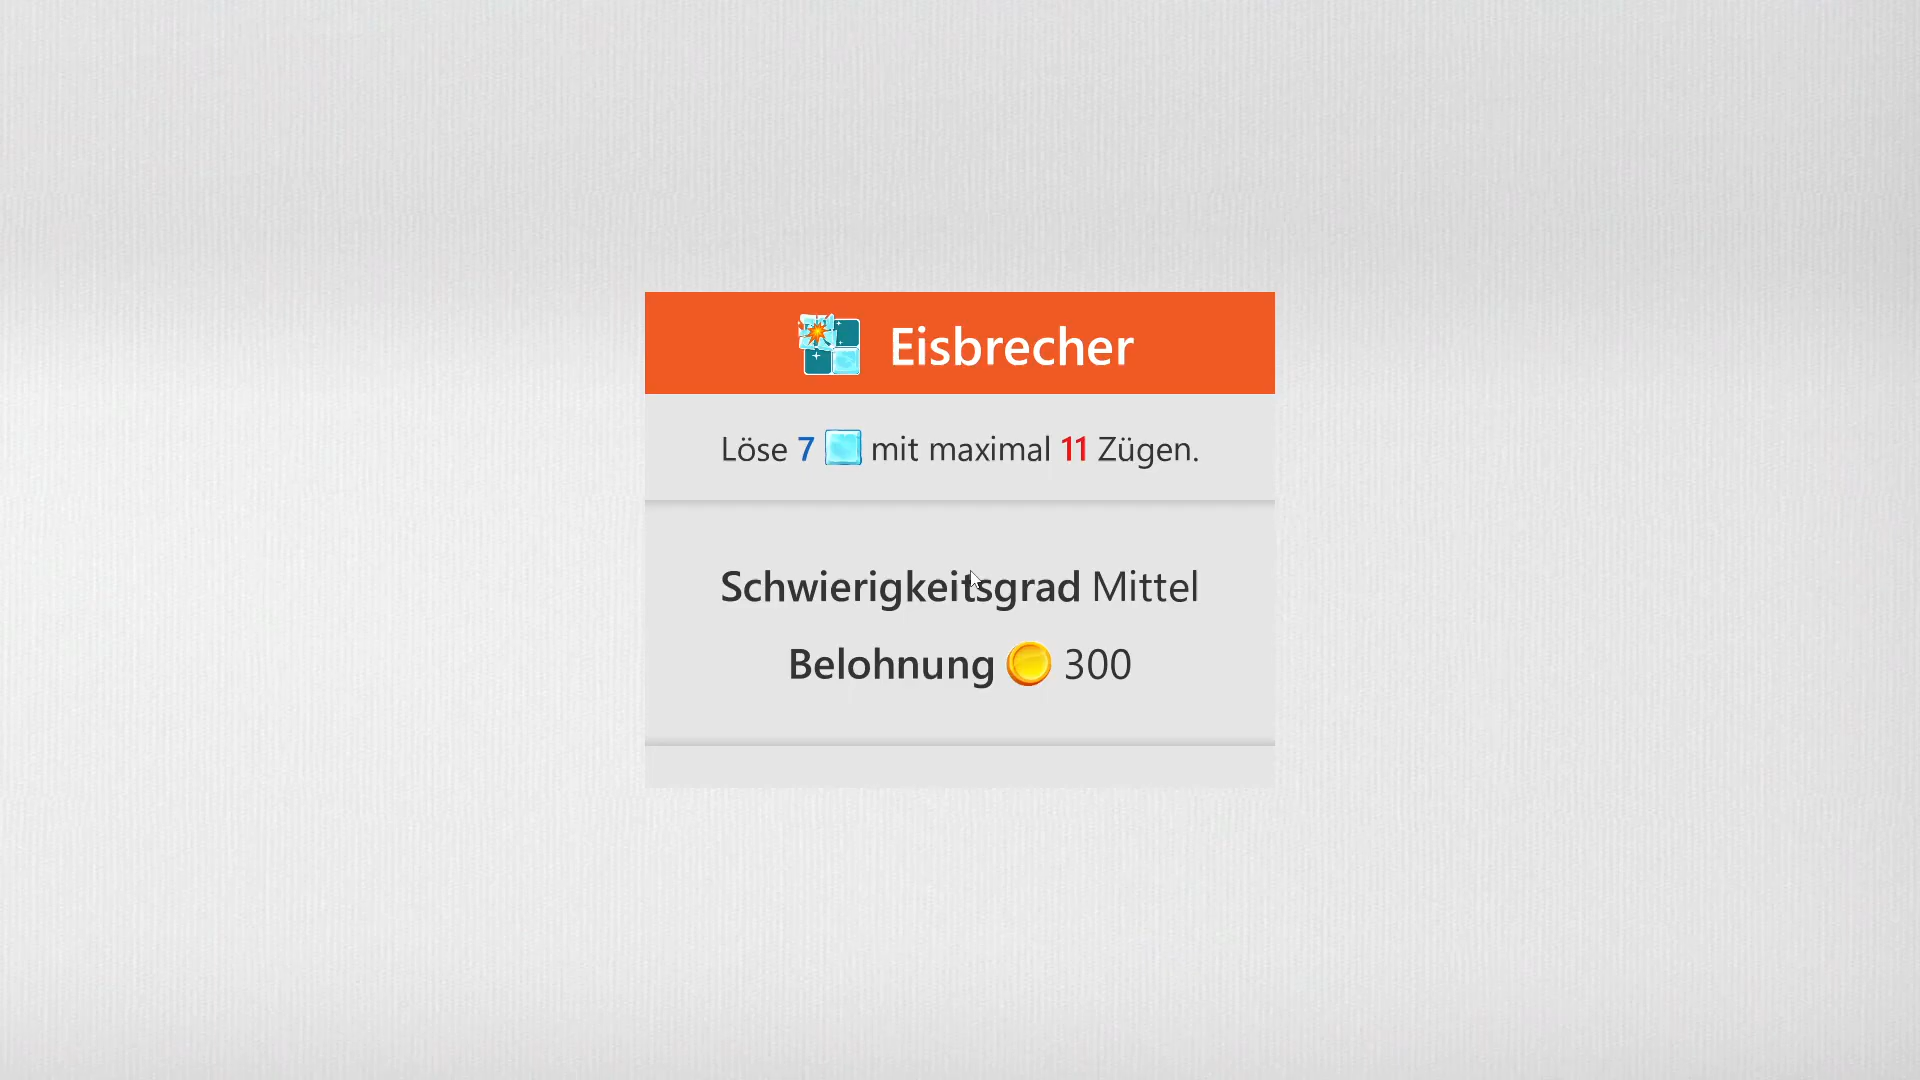 Eisbrecher
Löse 7 mit maximal 11 Zügen.
Schwierigkeitsgrad Mittel
Belohnung 300